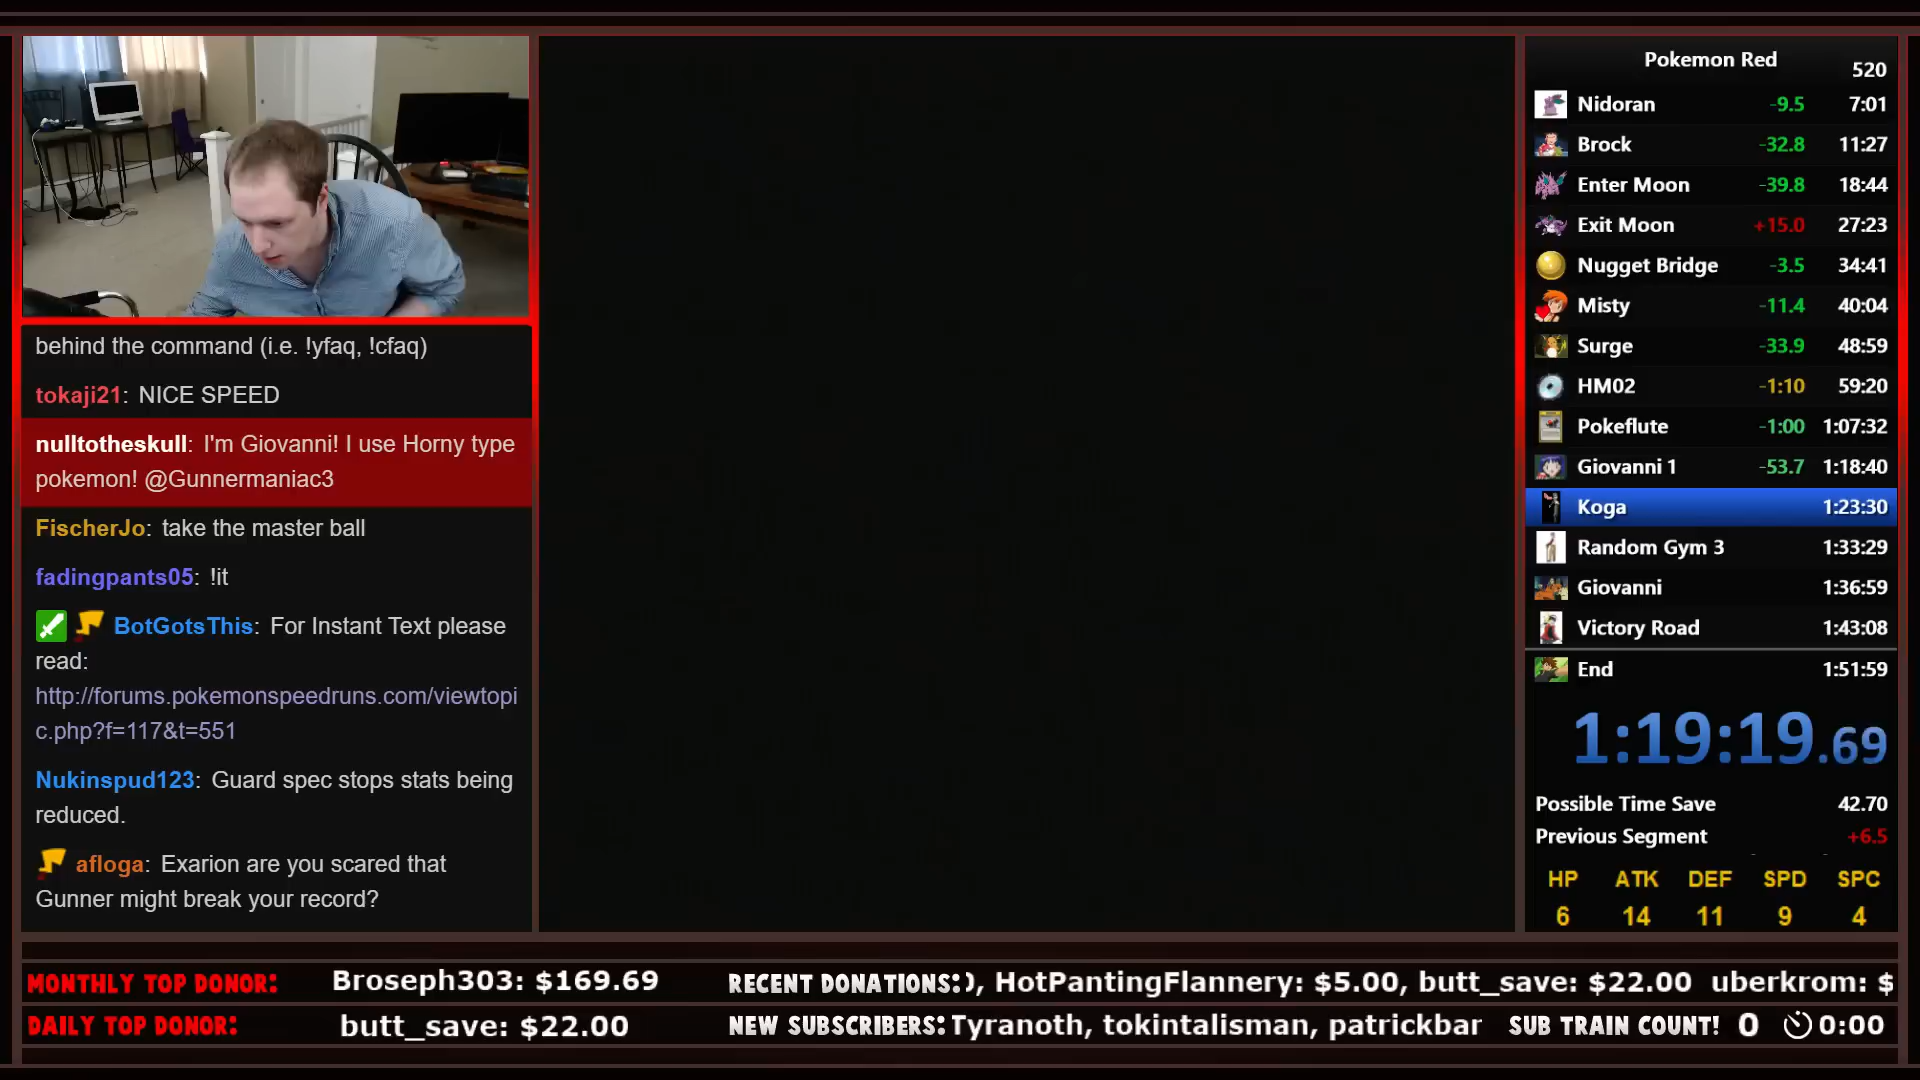 behind the command (i.e. !yfaq, !cfaq)
tokaji21: NICE SPEED
nulltotheskull: I'm Giovanni! I use Horny type
pokemon! @Gunnermaniac3
FischerJo: take the master ball
fadingpants05: !it
BotGotsThis: For Instant Text please
read:
http://forums.pokemonspeedruns.com/viewtopi
c.php?f=117&t=551
Nukinspud123: Guard spec stops stats being
reduced.
afloga: Exarion are you scared that
Gunner might break your record?
Pokemon Red 520
Nidoran -9.5 7:01
Brock -32.8 11:27
Enter Moon -39.8 18:44
Exit Moon +15.0 27:23
Nugget Bridge -3.5 34:41
Misty -11.4 40:04
Surge -33.9 48:59
HM02 -1:10 59:20
Pokeflute -1:00 1:07:32
Giovanni 1 -53.7 1:18:40
Koga 1:23:30
Random Gym 3 1:33:29
Giovanni 1:36:59
Victory Road 1:43:08
End 1:51:59
1:19:19.69
Possible Time Save 42.70
Previous Segment +6.5
HP ATK DEF SPD SPC
6 14 11 9 4
MONTHLY TOP DONOR: Broseph303: $169.69 RECENT DONATIONS: ), HotPantingFlannery: $5.00, butt_save: $22.00 uberkrom: $
DAILY TOP DONOR: butt_save: $22.00 NEW SUBSCRIBERS: Tyranoth, tokintalisman, patrickbar SUB TRAIN COUNT! 0 0:00